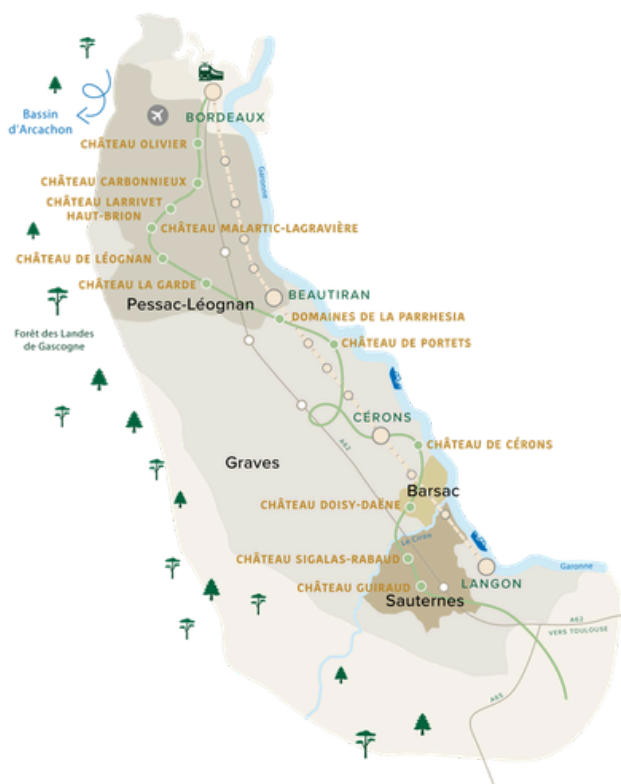 Bassin
d'Arcachon
BORDEAUX
CHÂTEAU OLIVIER
Garonne
CHÂTEAU CARBONNIEUX
CHÂTEAU LARRIVET
HAUT-BRION
CHÂTEAU MALARTIC-LAGRAVIÈRE
CHÂTEAU DE LÉOGNAN
CHÂTEAU LA GARDE
BEAUTIRAN
Pessac-Léognan
DOMAINES DE LA PARRHESIA
Forêt des Landes
de Gascogne
CHÂTEAU DE PORTETS
CÉRONS
A62
CHÂTEAU DE CÉRONS
Graves
Barsac
CHÂTEAU DOISY-DAËNE
Le Ciron
CHÂTEAU SIGALAS-RABAUD
Garonne
LANGON
CHÂTEAU GUIRAUD
Sauternes
A62
VERS TOULOUSE
A65